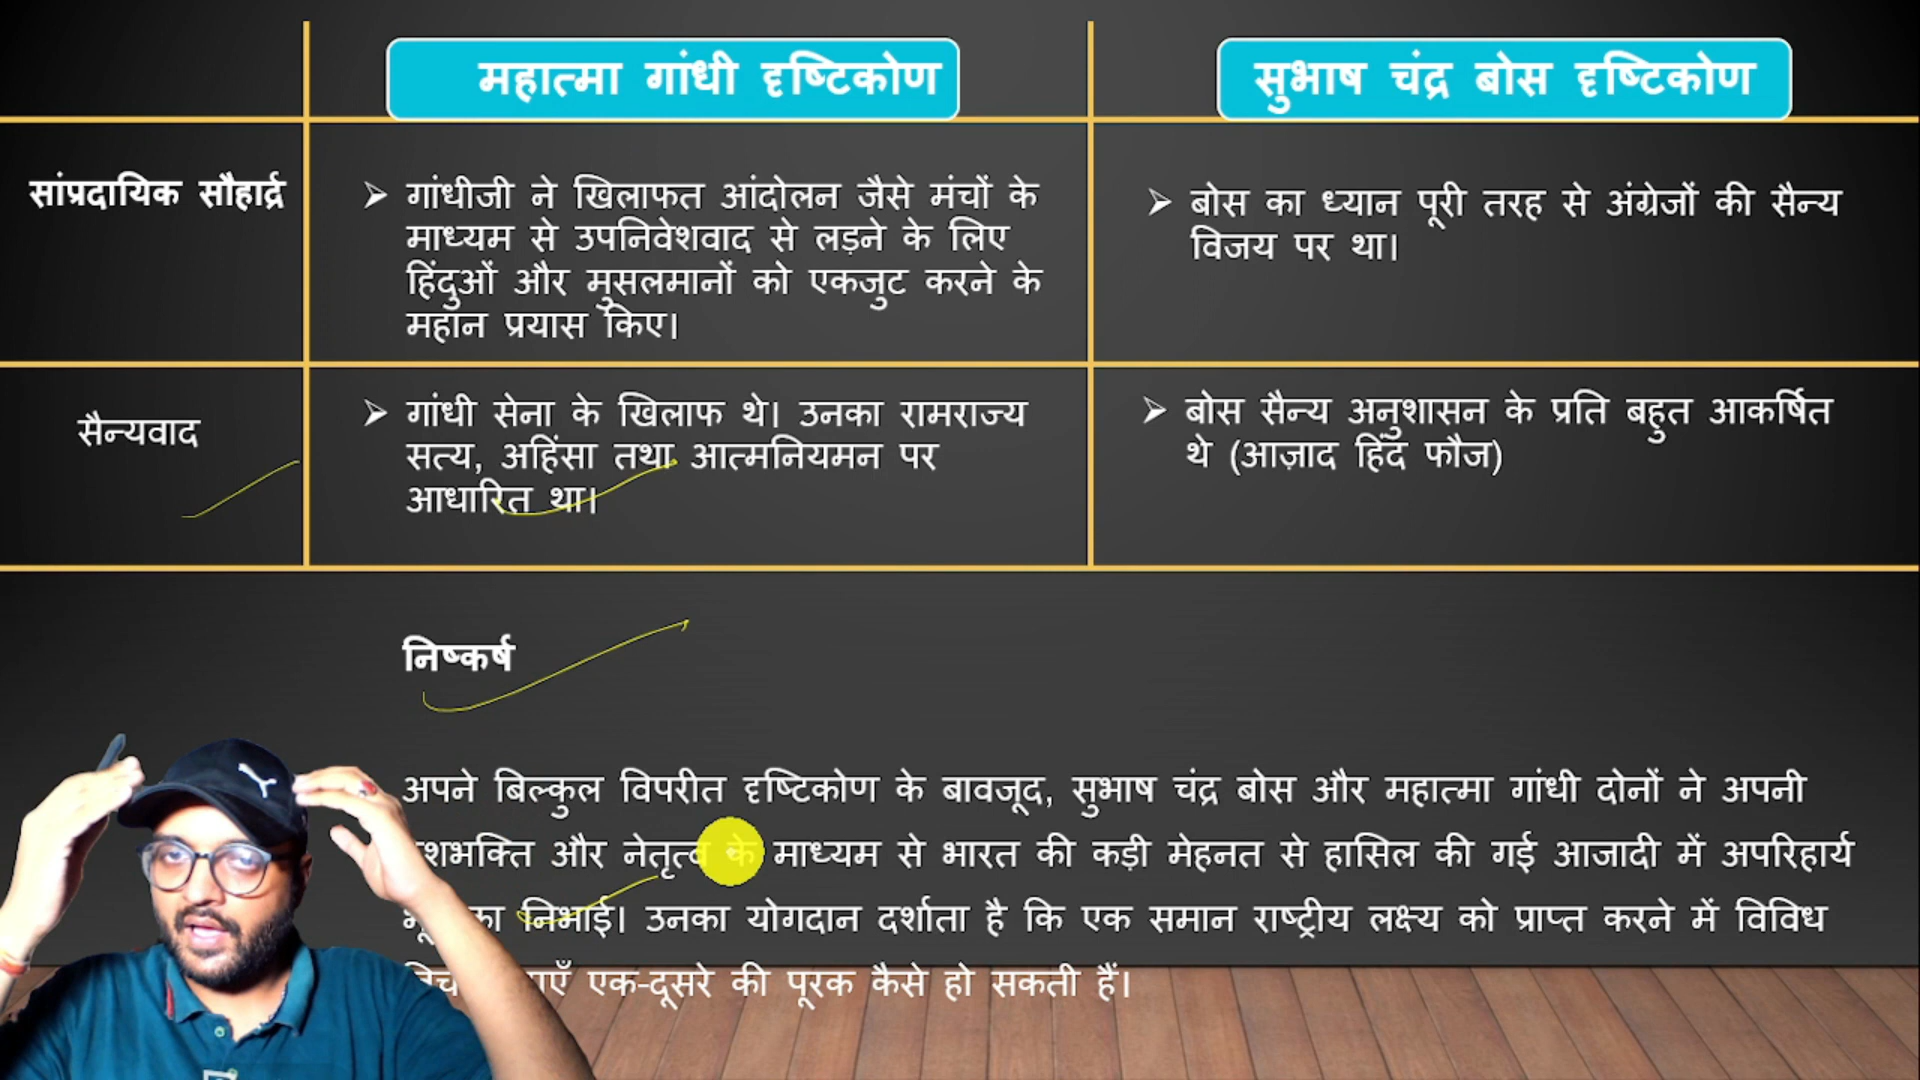 महात्मा गांधी दृष्टिकोण
सुभाष चंद्र बोस दृष्टिकोण
सांप्रदायिक सौहार्द्र
गांधीजी ने खिलाफत आंदोलन जैसे मंचों के
माध्यम से उपनिवेशवाद से लड़ने के लिए
हिंदुओं और मुसलमानों को एकजुट करने के
महान प्रयास किए।
बोस का ध्यान पूरी तरह से अंग्रेजों की सैन्य
विजय पर था।
सैन्यवाद
गांधी सेना के खिलाफ थे। उनका रामराज्य
सत्य, अहिंसा तथा आत्मनियमन पर
आधारित था।
बोस सैन्य अनुशासन के प्रति बहुत आकर्षित
थे (आज़ाद हिंद फौज)
निष्कर्ष
अपने बिल्कुल विपरीत दृष्टिकोण के बावजूद, सुभाष चंद्र बोस और महात्मा गांधी दोनों ने अपनी
और नेतृत्व के माध्यम से भारत की कड़ी मेहनत से हासिल की गई आजादी में अपरिहार्य
निभाई। उनका योगदान दर्शाता है कि एक समान राष्ट्रीय लक्ष्य को प्राप्त करने में विविध
एक-दूसरे की पूरक कैसे हो सकती हैं।